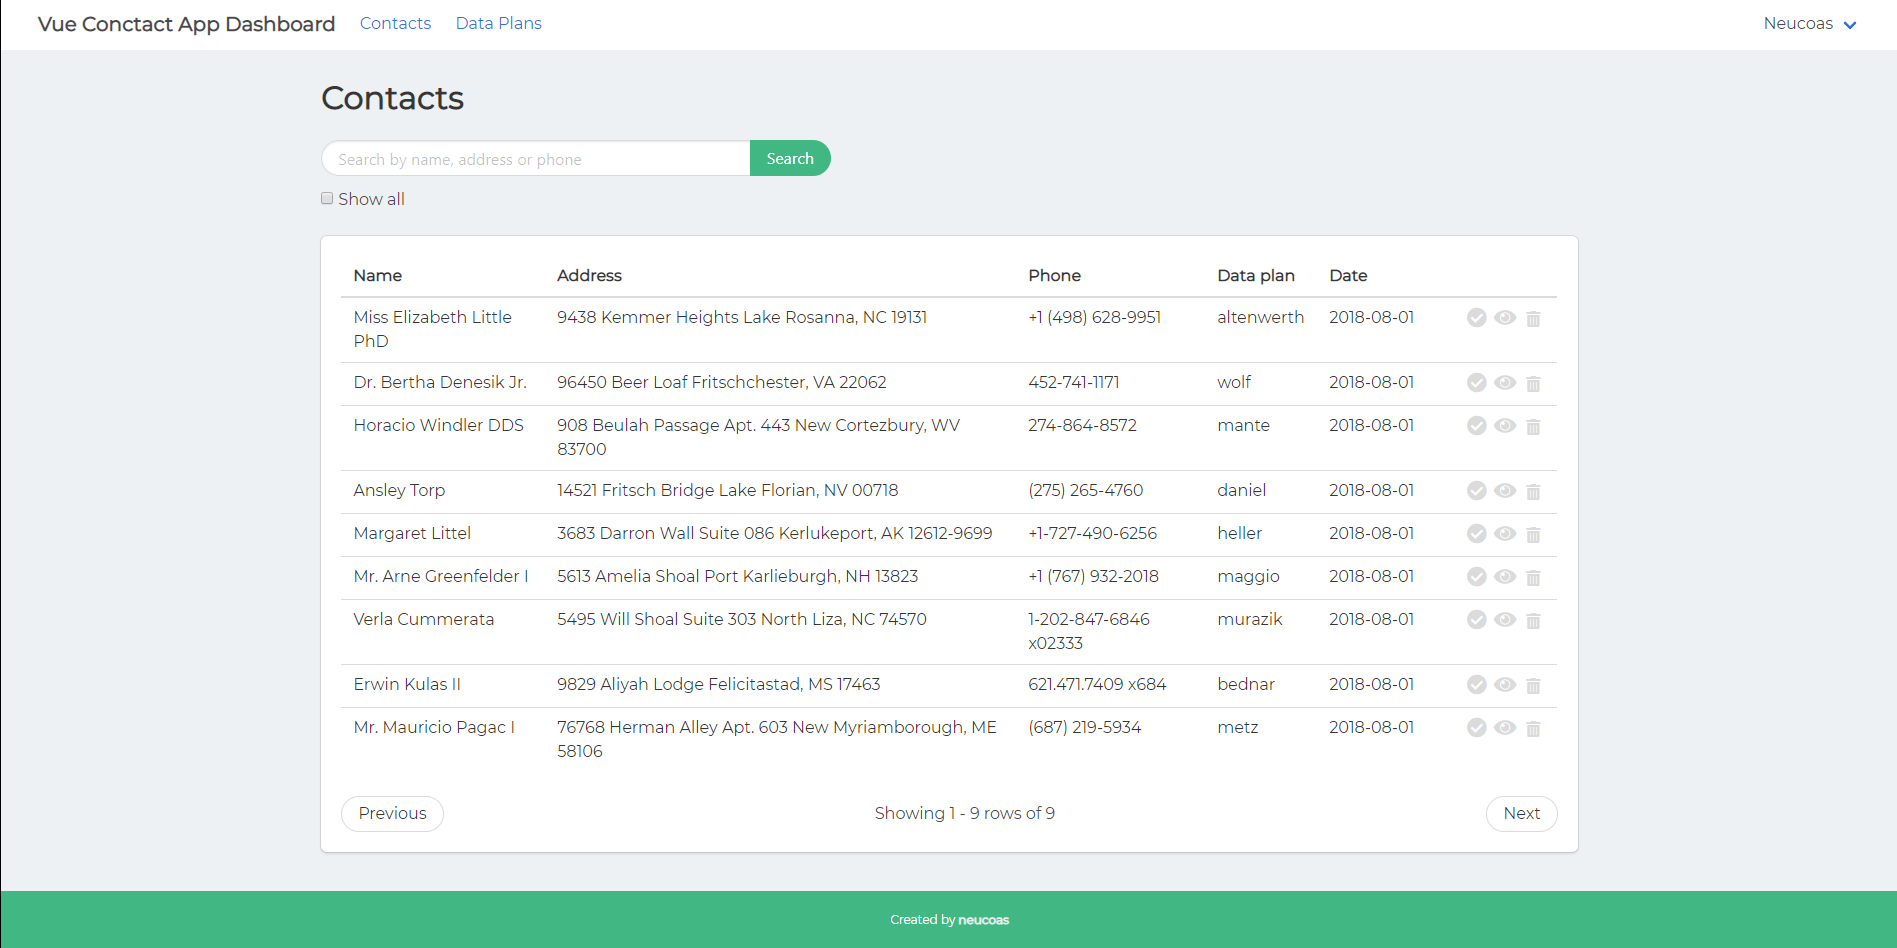 Vue Conctact App Dashboard Contacts Data Plans Neucoas
Contacts
Search by name, address or phone Search
Show all
Name Address Phone Data plan Date
Miss Elizabeth Little 9438 Kemmer Heights Lake Rosanna, NC 19131 +1 (498) 628-9951 altenwerth 2018-08-01
PhD
Dr. Bertha Denesik Jr. 96450 Beer Loaf Fritschchester, VA 22062 452-741-1171 wolf 2018-08-01
Horacio Windler DDS 908 Beulah Passage Apt. 443 New Cortezbury, WV 274-864-8572 mante 2018-08-01
83700
Ansley Torp 14521 Fritsch Bridge Lake Florian, NV 00718 (275) 265-4760 daniel 2018-08-01
Margaret Littel 3683 Darron Wall Suite 086 Kerlukeport, AK 12612-9699 +1-727-490-6256 heller 2018-08-01
Mr. Arne Greenfelder I 5613 Amelia Shoal Port Karlieburgh, NH 13823 +1 (767) 932-2018 maggio 2018-08-01
Verla Cummerata 5495 Will Shoal Suite 303 North Liza, NC 74570 1-202-847-6846 murazik 2018-08-01
x02333
Erwin Kulas II 9829 Aliyah Lodge Felicitastad, MS 17463 621.471.7409 x684 bednar 2018-08-01
Mr. Mauricio Pagac I 76768 Herman Alley Apt. 603 New Myriamborough, ME (687) 219-5934 metz 2018-08-01
58106
Previous Showing 1 - 9 rows of 9 Next
Created by neucoas